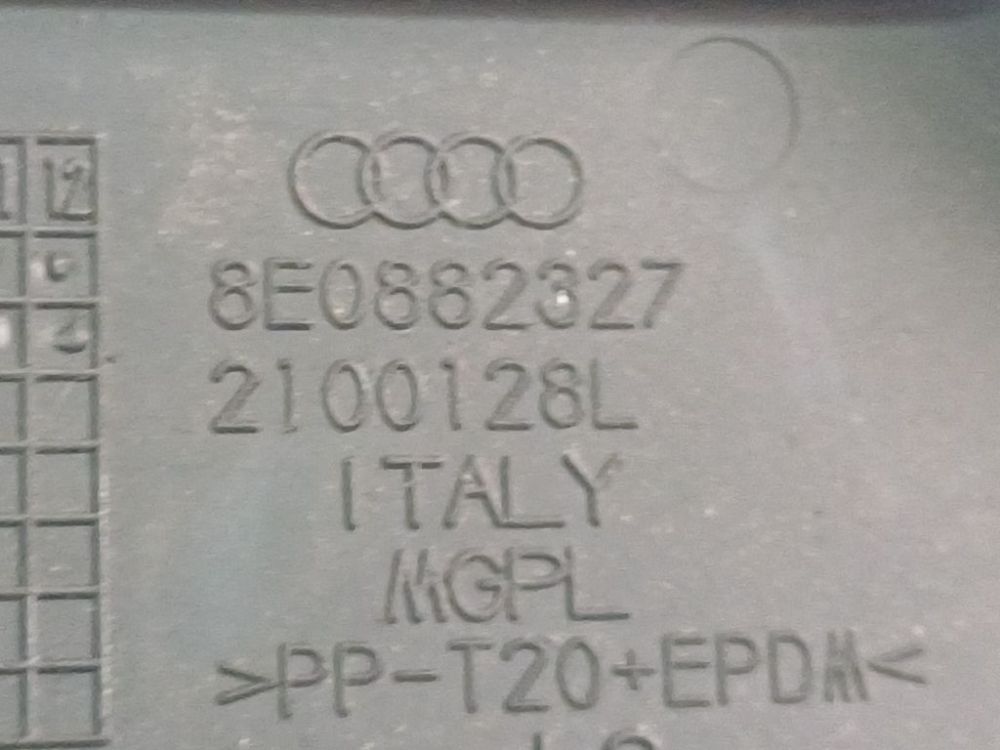 12
8E0882327
2100128L
ITALY
MGPL
>PP-T20+EPDM<